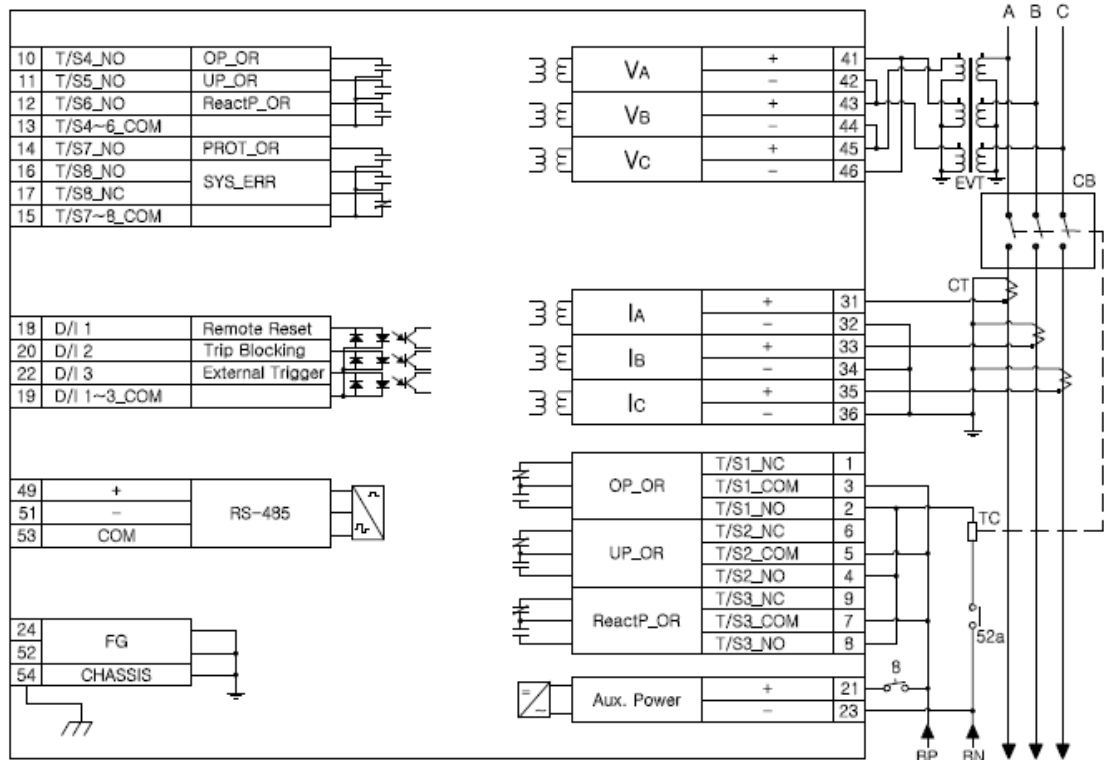 A B C
10 T/S4_NO OP_OR
11 T/S5_NO UP_OR
12 T/S6_NO ReactP_OR
13 T/S4~6_COM
14 T/S7_NO PROT_OR
16 T/S8_NO
SYS_ERR
17 T/S8_NC
15 T/S7~8_COM
VA + 41
− 42
VB + 43
− 44
VC + 45
− 46
EVT
CB
CT
18 D/I 1 Remote Reset
20 D/I 2 Trip Blocking
22 D/I 3 External Trigger
19 D/I 1~3_COM
IA + 31
− 32
IB + 33
− 34
IC + 35
− 36
49 +
51 − RS-485
53 COM
T/S1_NC 1
OP_OR T/S1_COM 3
T/S1_NO 2
T/S2_NC 6
UP_OR T/S2_COM 5
T/S2_NO 4
T/S3_NC 9
ReactP_OR T/S3_COM 7
T/S3_NO 8
TC
52a
24
FG
52
54 CHASSIS
8
Aux. Power + 21
− 23
BP BN